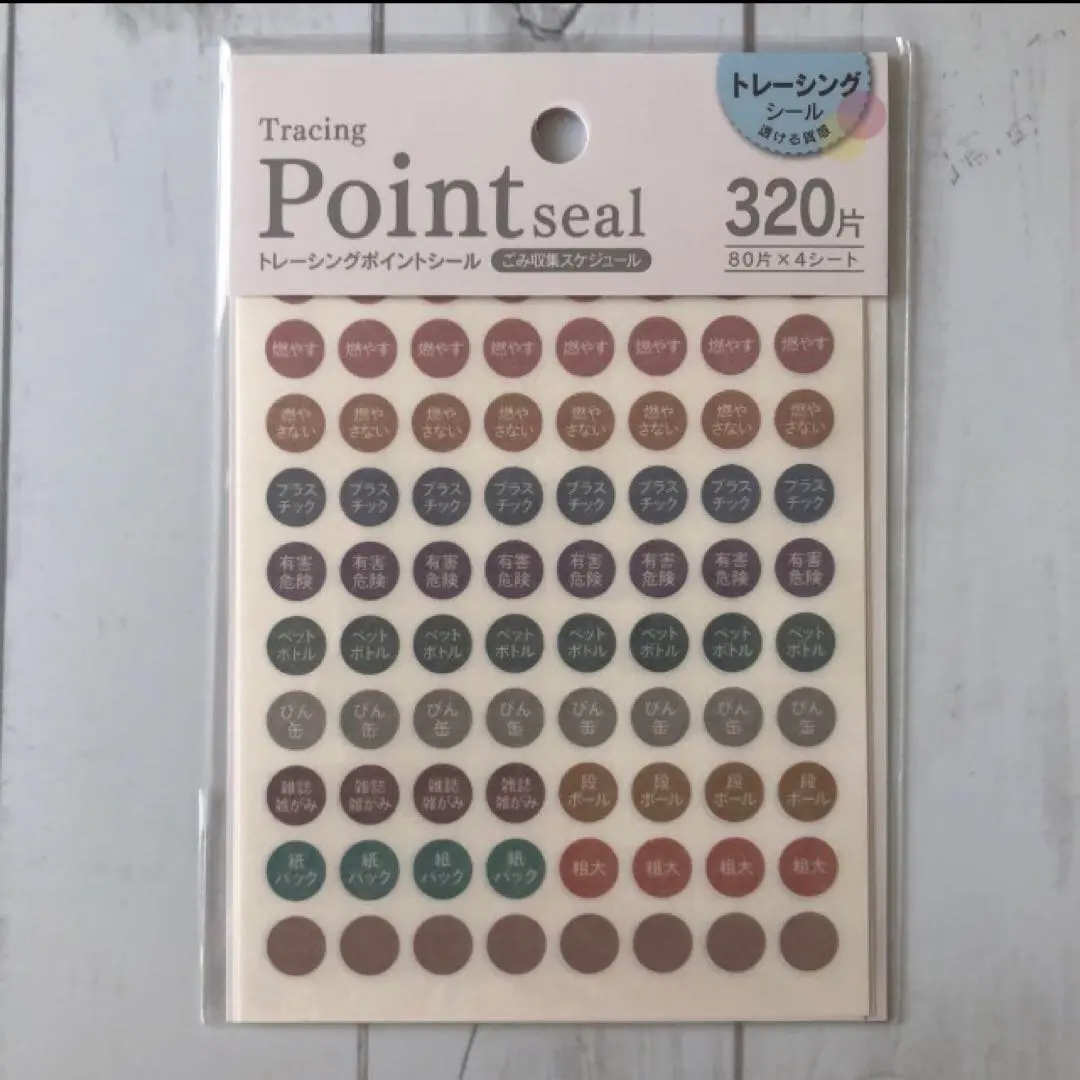 トレーシング
シール
透ける質感
Tracing
Point seal
320片
トレーシングポイントシール ごみ収集スケジュール
80片×4シート
燃やす 燃やす 燃やす 燃やす 燃やす 燃やす 燃やす 燃やす
燃や 燃や 燃や 燃や 燃や 燃や 燃や 燃や
さない さない さない さない さない さない さない さない
プラス プラス プラス プラス プラス プラス プラス プラス
チック チック チック チック チック チック チック チック
有害 有害 有害 有害 有害 有害 有害 有害
危険 危険 危険 危険 危険 危険 危険 危険
ペット ペット ペット ペット ペット ペット ペット ペット
ボトル ボトル ボトル ボトル ボトル ボトル ボトル ボトル
びん びん びん びん びん びん びん びん
缶 缶 缶 缶 缶 缶 缶 缶
雑誌 雑誌 雑誌 雑誌 段 段 段 段
雑がみ 雑がみ 雑がみ 雑がみ ボール ボール ボール ボール
紙 紙 紙 紙 粗大 粗大 粗大 粗大
パック パック パック パック